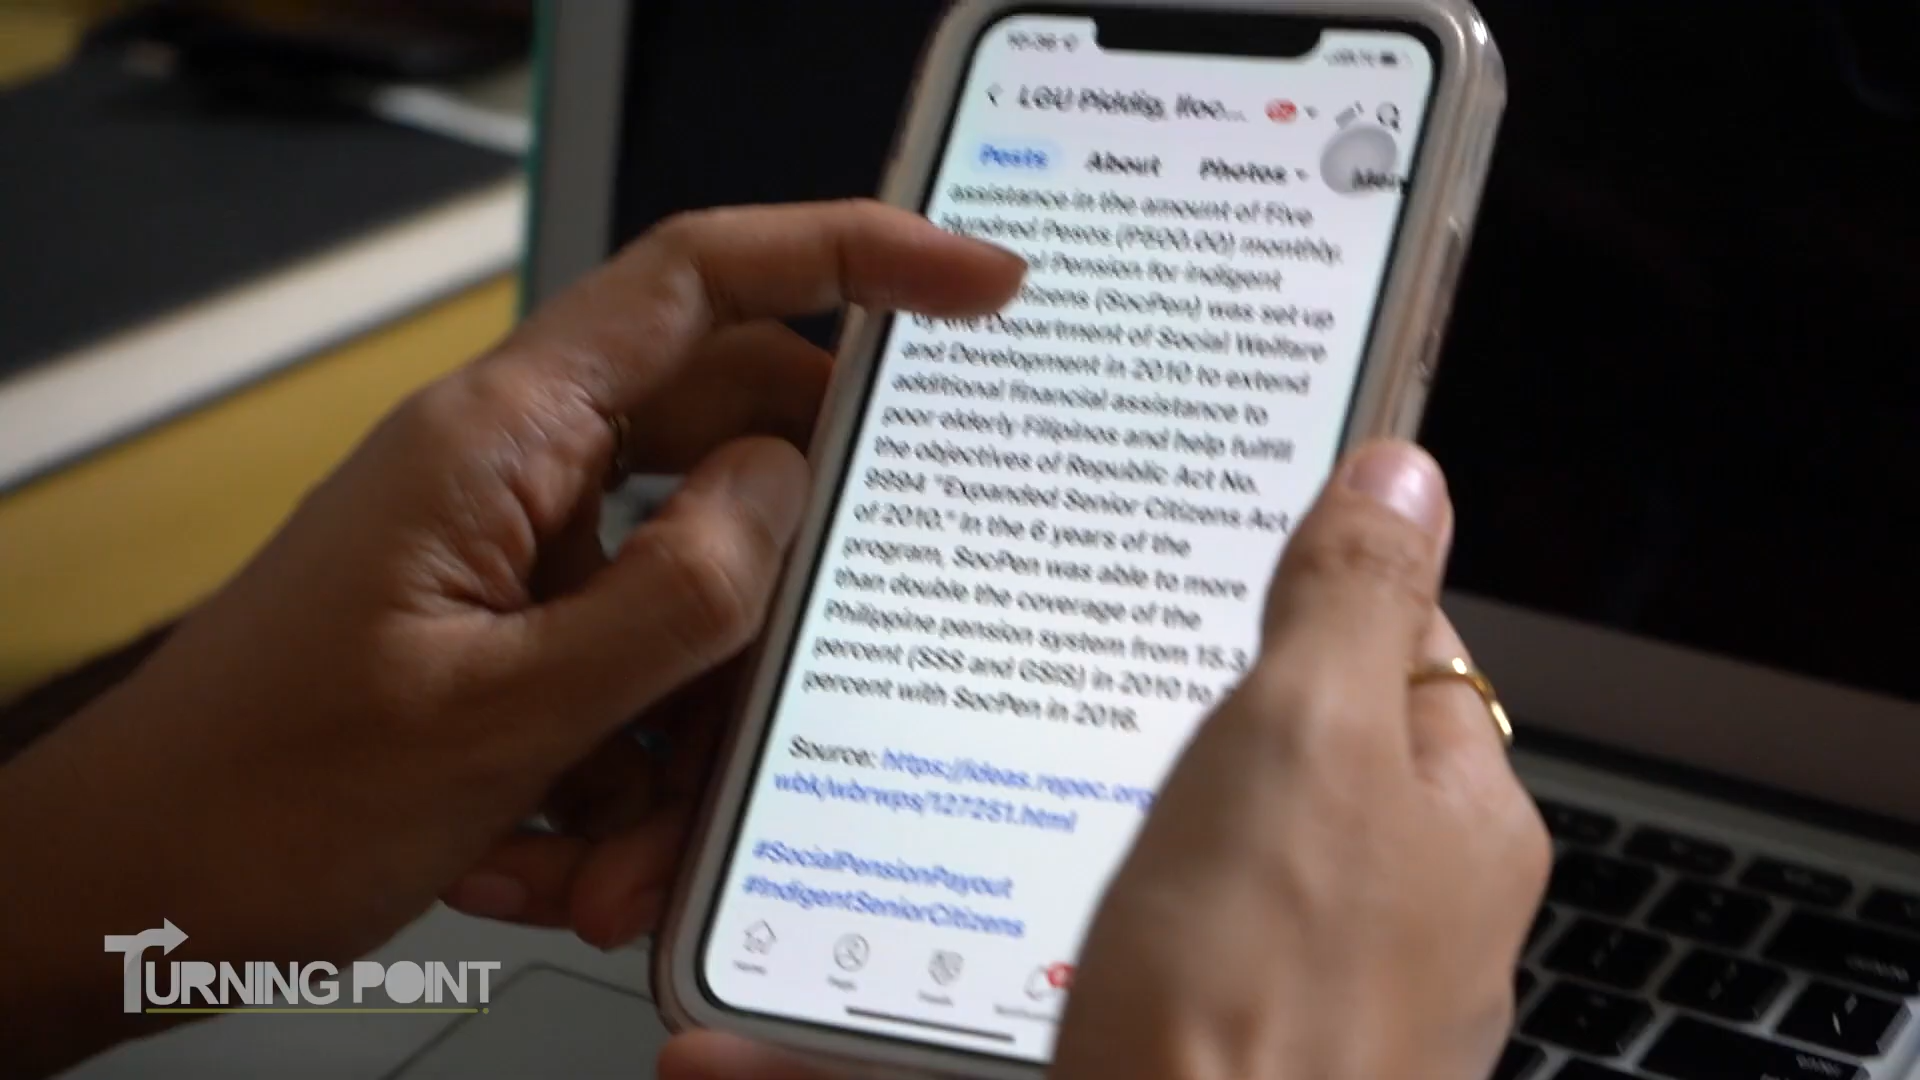 LGU Piddig, Iloc...
Posts About Photos
assistance in the amount of Five
Hundred Pesos (P500.00) monthly.
Pension for Indigent
(SocPen) was set up
by the Department of Social Welfare
and Development in 2010 to extend
additional financial assistance to
poor elderly Filipinos and help fulfill
the objectives of Republic Act No.
9994 "Expanded Senior Citizens Act
of 2010." In the 6 years of the
program, SocPen was able to more
than double the coverage of the
Philippine pension system from 15.3
percent (SSS and GSIS) in 2010 to
percent with SocPen in 2016.
Source: https://ideas.repec.org
wbk/wbrwps/127251.html
#SocialPensionPayout
#IndigentSeniorCitizens
TURNING POINT